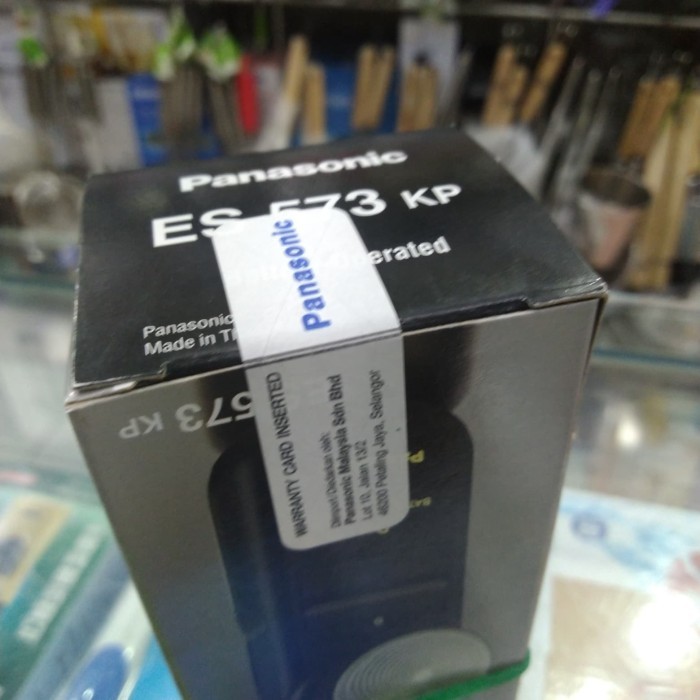 Panasonic
ES-573 KP
Operated
Panasonic
Panasonic
Made in
WARRANTY CARD INSERTED
Diimport/Diedarkan oleh:
Panasonic Malaysia Sdn Bhd
Lot 10, Jalan 13/2
46200 Petaling Jaya, Selangor
573 KP